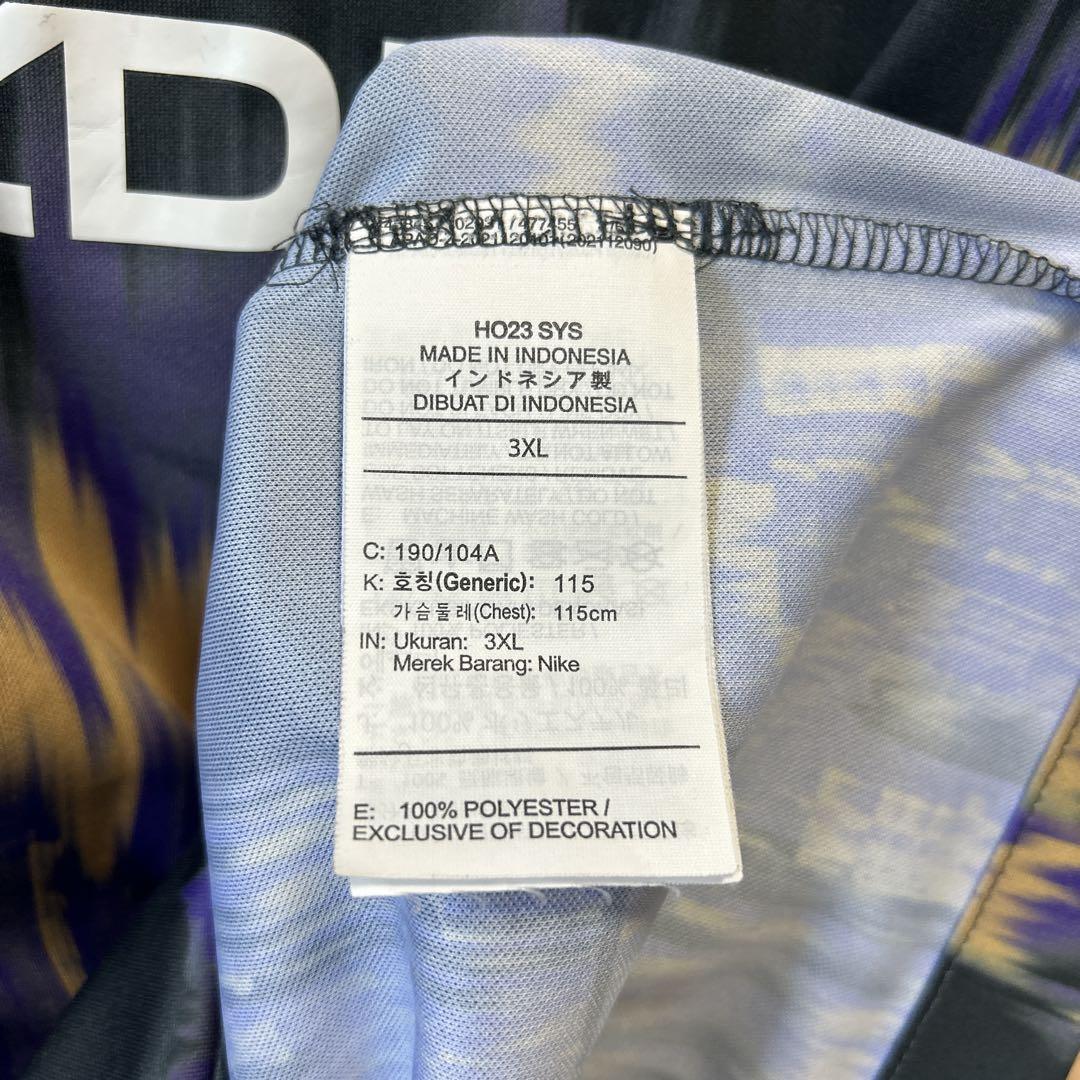 D
HO23 SYS
MADE IN INDONESIA
インドネシア製
DIBUAT DI INDONESIA
3XL
C: 190/104A
K: 호칭(Generic): 115
가슴둘레(Chest): 115cm
IN: Ukuran: 3XL
Merek Barang: Nike
E: 100% POLYESTER /
EXCLUSIVE OF DECORATION